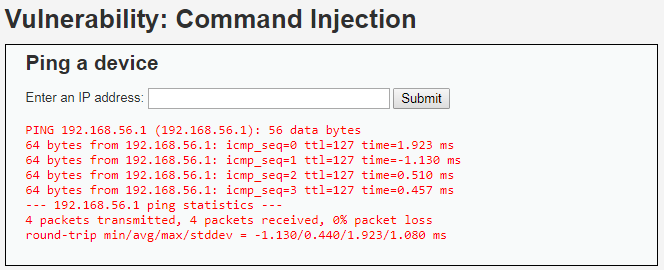 Vulnerability: Command Injection
Ping a device
Enter an IP address: Submit
PING 192.168.56.1 (192.168.56.1): 56 data bytes
64 bytes from 192.168.56.1: icmp_seq=0 ttl=127 time=1.923 ms
64 bytes from 192.168.56.1: icmp_seq=1 ttl=127 time=-1.130 ms
64 bytes from 192.168.56.1: icmp_seq=2 ttl=127 time=0.510 ms
64 bytes from 192.168.56.1: icmp_seq=3 ttl=127 time=0.457 ms
--- 192.168.56.1 ping statistics ---
4 packets transmitted, 4 packets received, 0% packet loss
round-trip min/avg/max/stddev = -1.130/0.440/1.923/1.080 ms